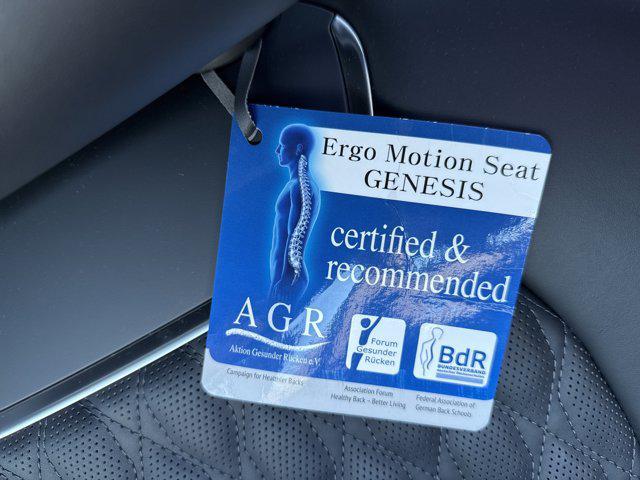 Ergo Motion Seat
GENESIS
certified &
recommended
AGR
Aktion Gesunder Rücken e.V.
Campaign for Healthier Backs
Forum
Gesunder
Rücken
Association Forum
Healthy Back – Better Living
BdR
BUNDESVERBAND
Federal Association of
German Back Schools